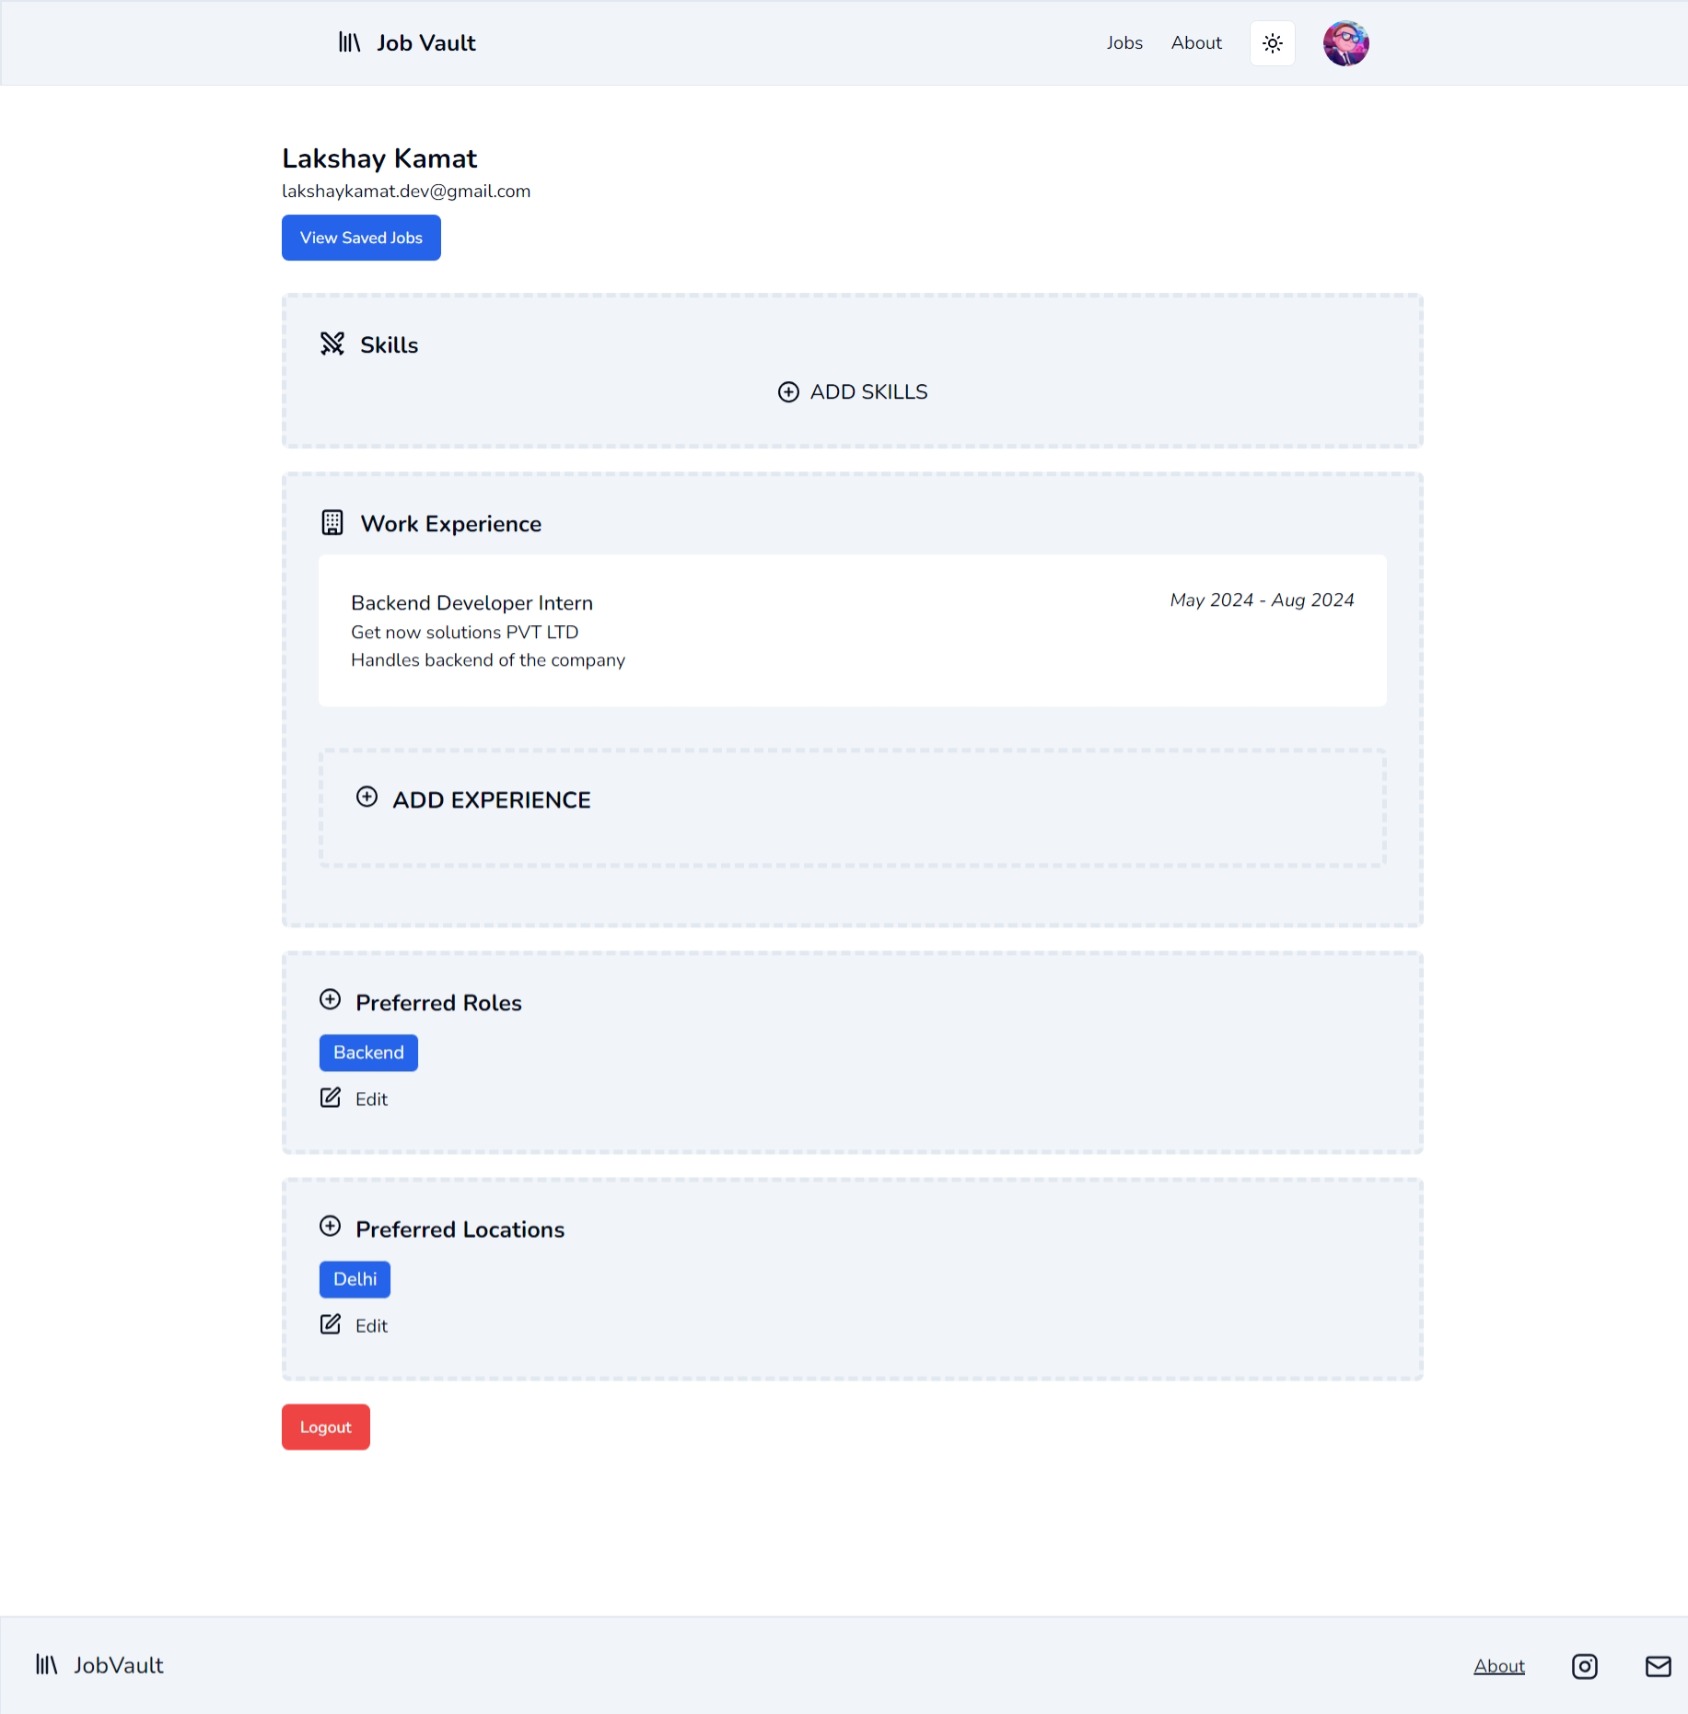 Job Vault
Jobs
About
Lakshay Kamat
lakshaykamat.dev@gmail.com
View Saved Jobs
Skills
ADD SKILLS
Work Experience
Backend Developer Intern
May 2024 - Aug 2024
Get now solutions PVT LTD
Handles backend of the company
ADD EXPERIENCE
Preferred Roles
Backend
Edit
Preferred Locations
Delhi
Edit
Logout
JobVault
About